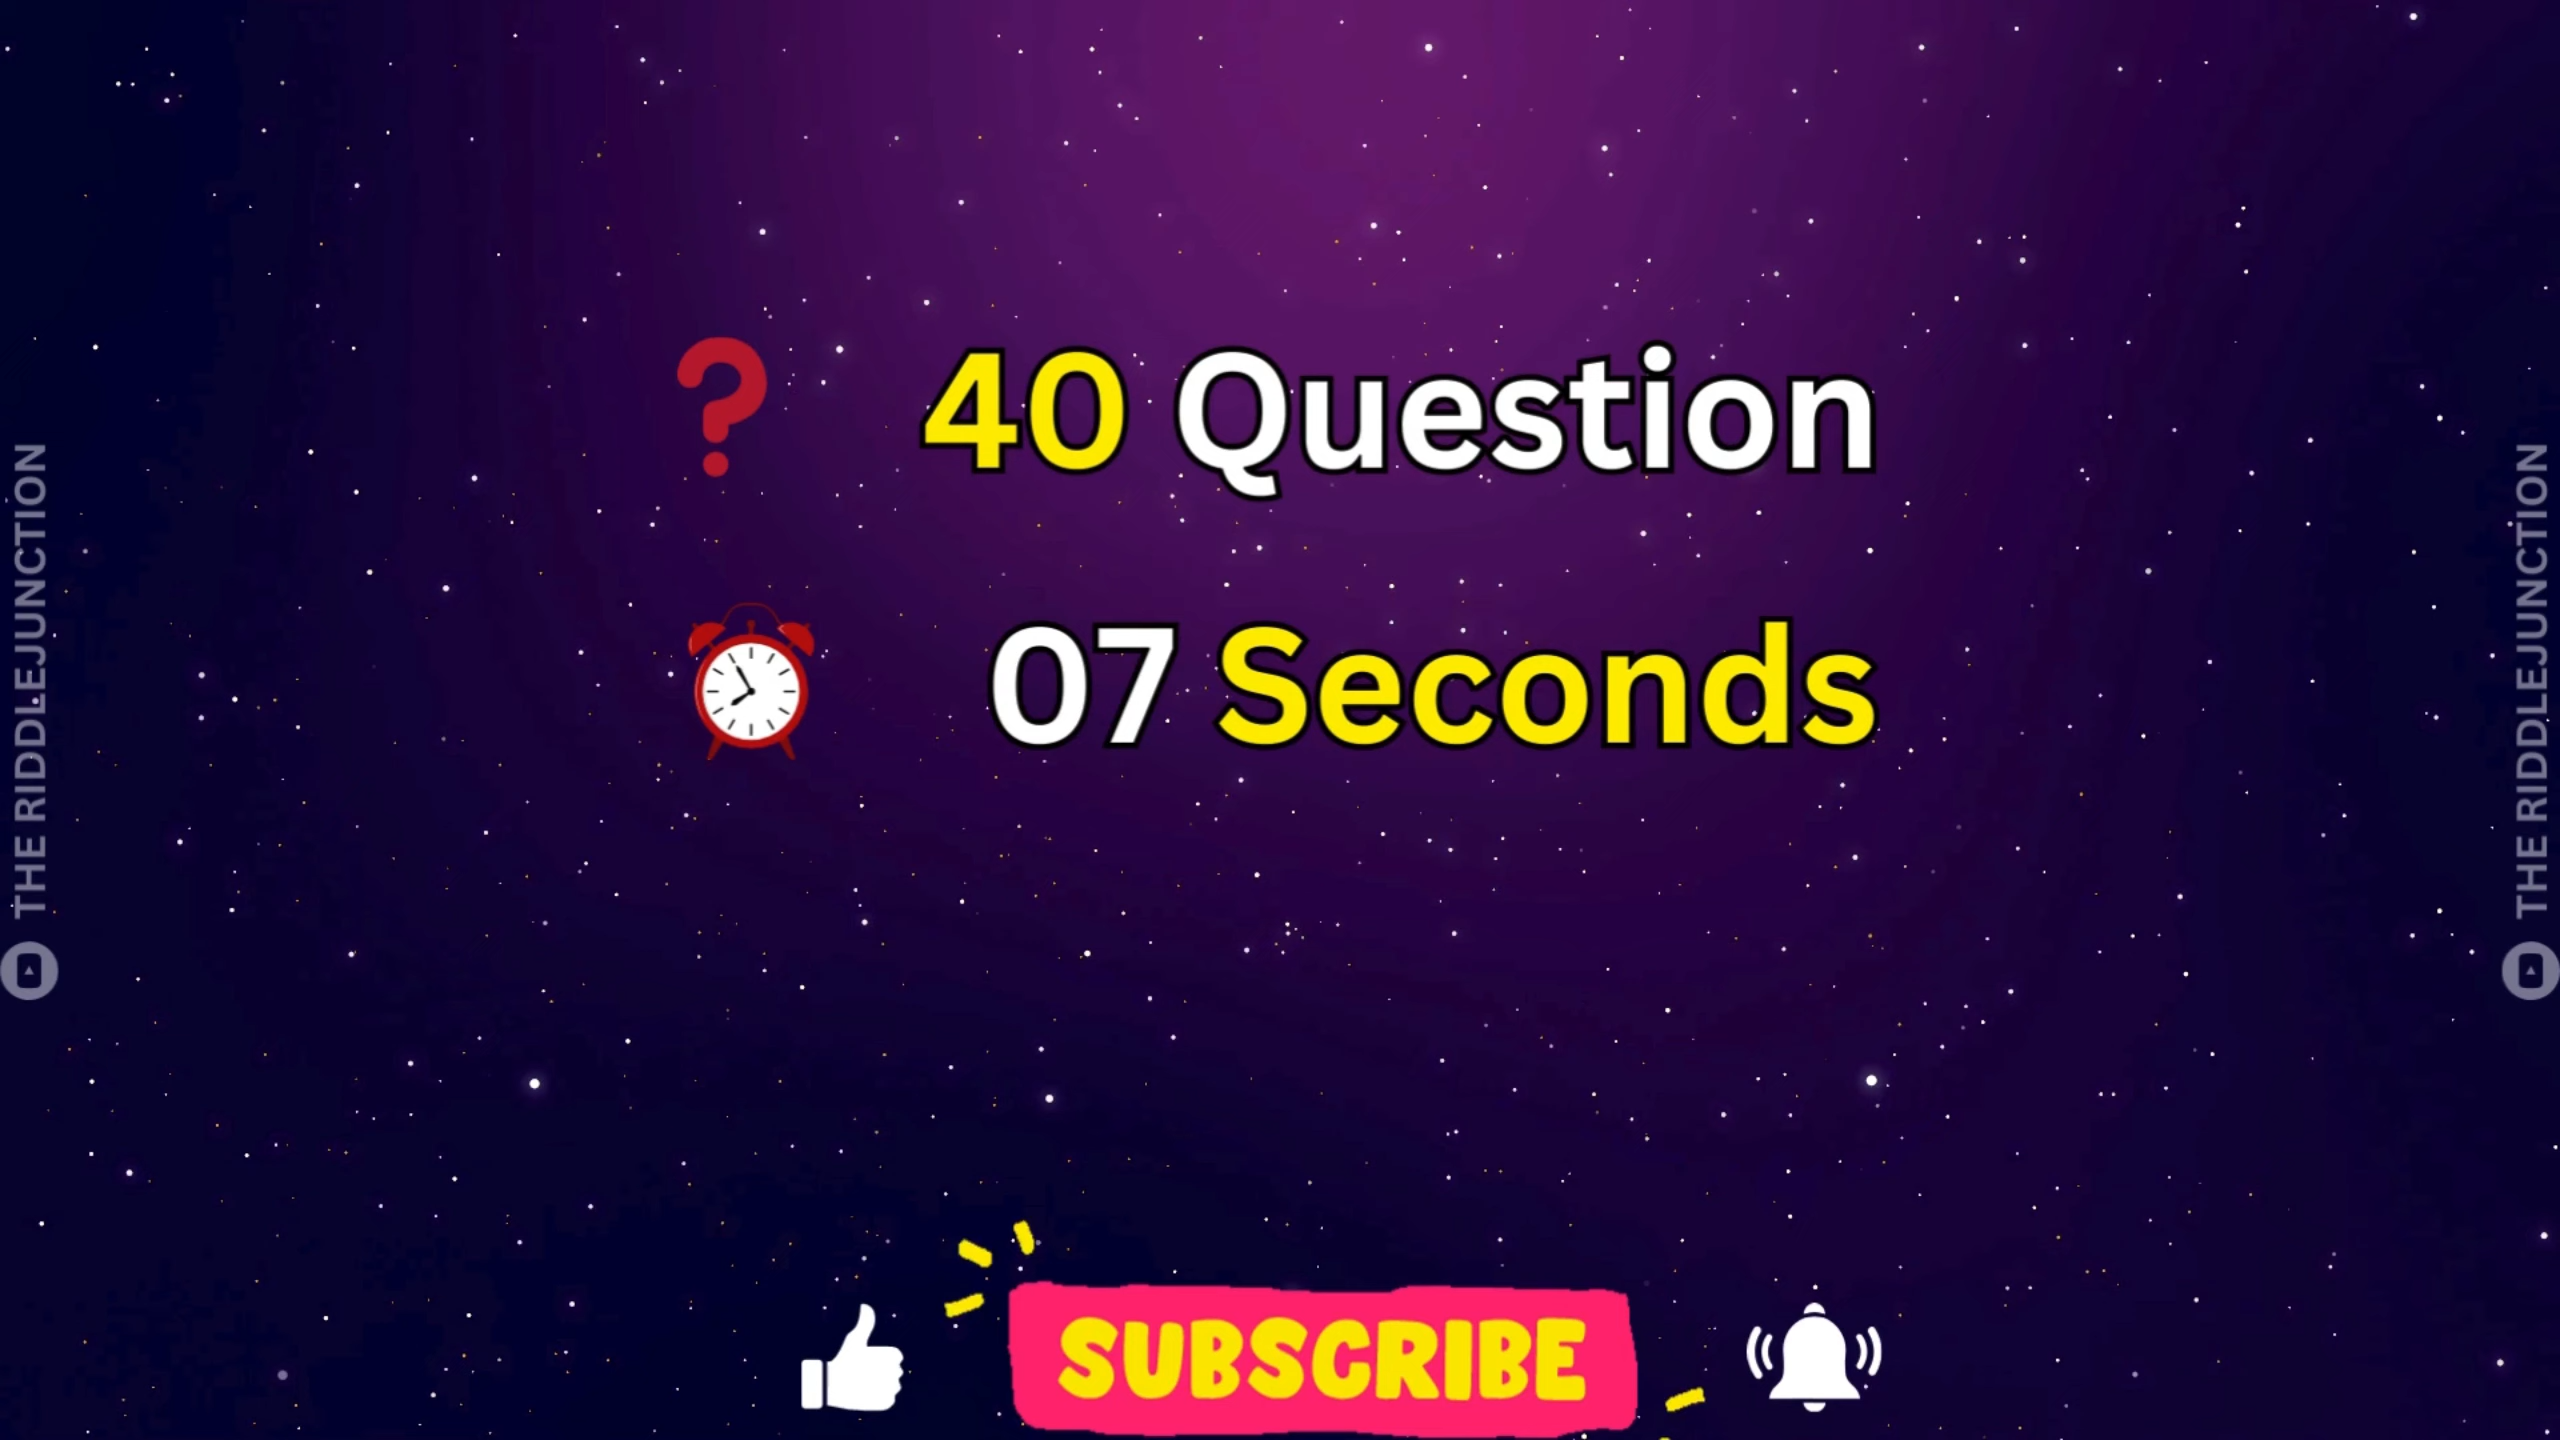 40 Question
07 Seconds
THE RIDDLEJUNCTION
THE RIDDLEJUNCTION
SUBSCRIBE